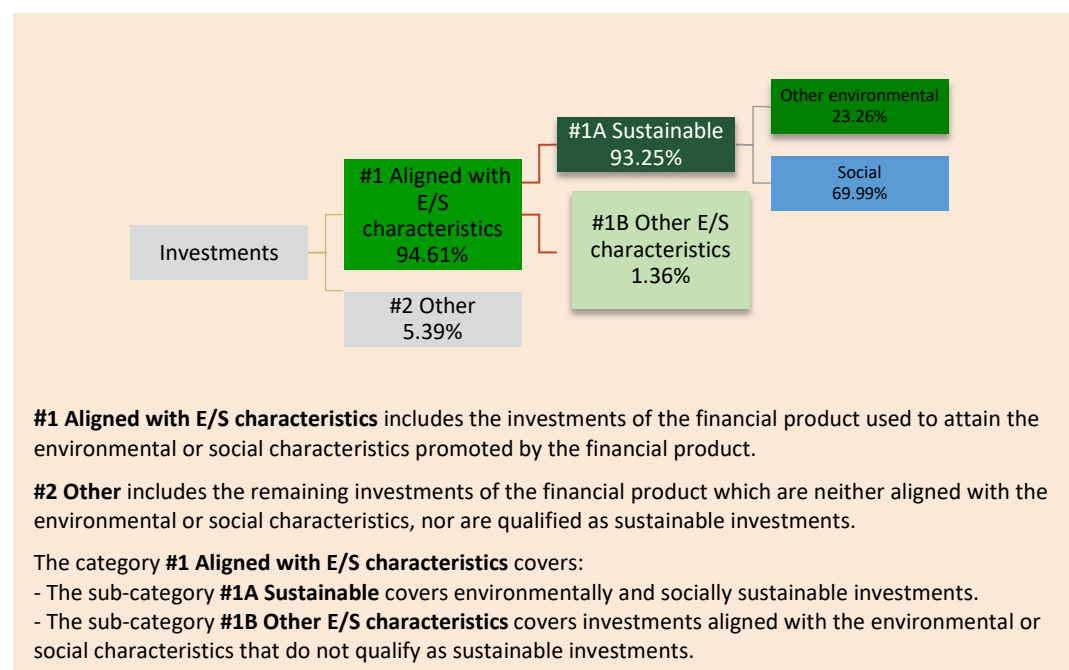 Investments
#1 Aligned with
E/S
characteristics
94.61%
#2 Other
5.39%
#1A Sustainable
93.25%
#1B Other E/S
characteristics
1.36%
Other environmental
23.26%
Social
69.99%
#1 Aligned with E/S characteristics includes the investments of the financial product used to attain the
environmental or social characteristics promoted by the financial product.
#2 Other includes the remaining investments of the financial product which are neither aligned with the
environmental or social characteristics, nor are qualified as sustainable investments.
The category #1 Aligned with E/S characteristics covers:
- The sub-category #1A Sustainable covers environmentally and socially sustainable investments.
- The sub-category #1B Other E/S characteristics covers investments aligned with the environmental or
social characteristics that do not qualify as sustainable investments.